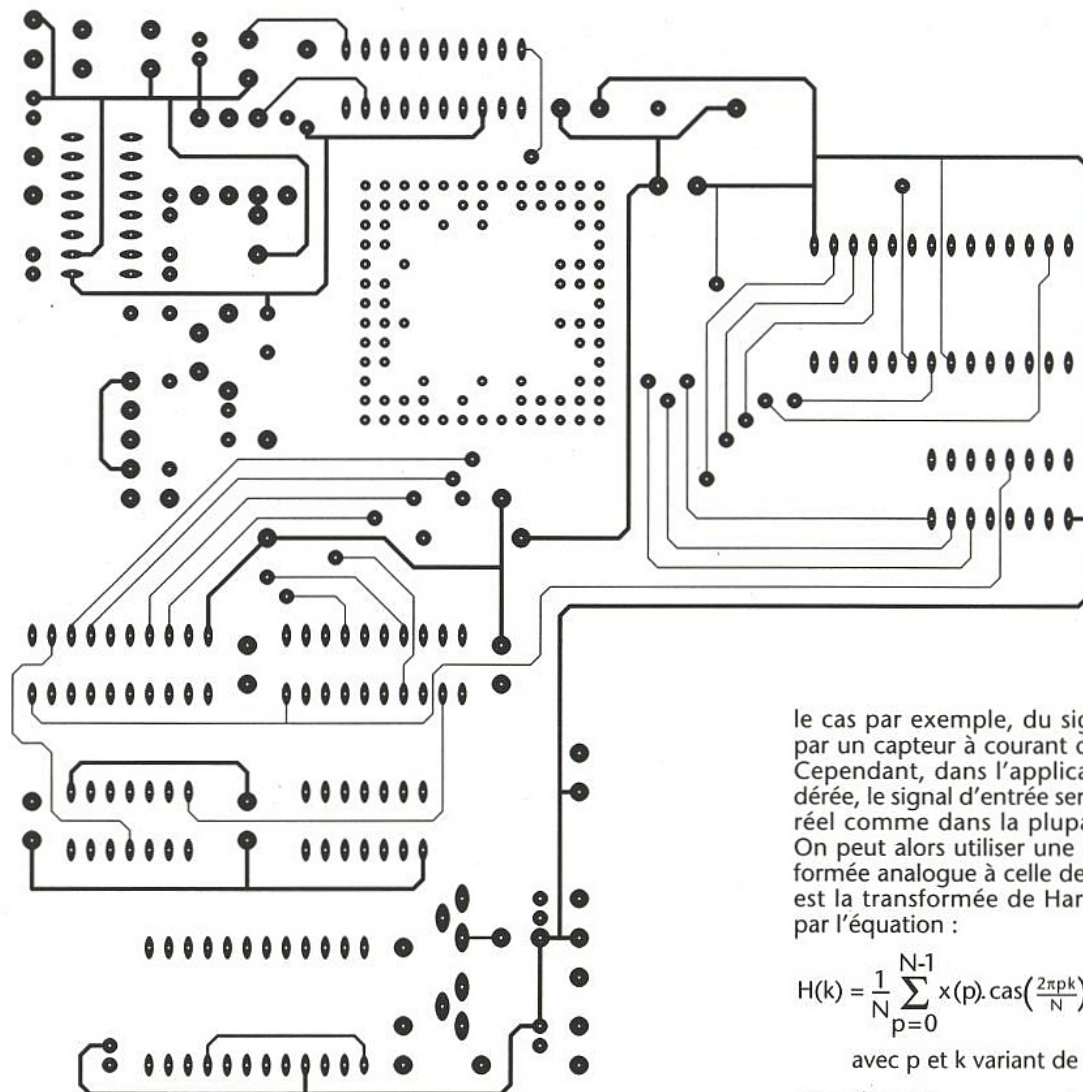 le cas par exemple, du sig
par un capteur à courant c
Cependant, dans l'applica
dérée, le signal d'entrée ser
réel comme dans la plupa
On peut alors utiliser une
formée analogue à celle de
est la transformée de Har
par l'équation :
H(k) = 1/N ∑ p=0 N-1 x(p). cas(2πpk/N)
avec p et k variant de